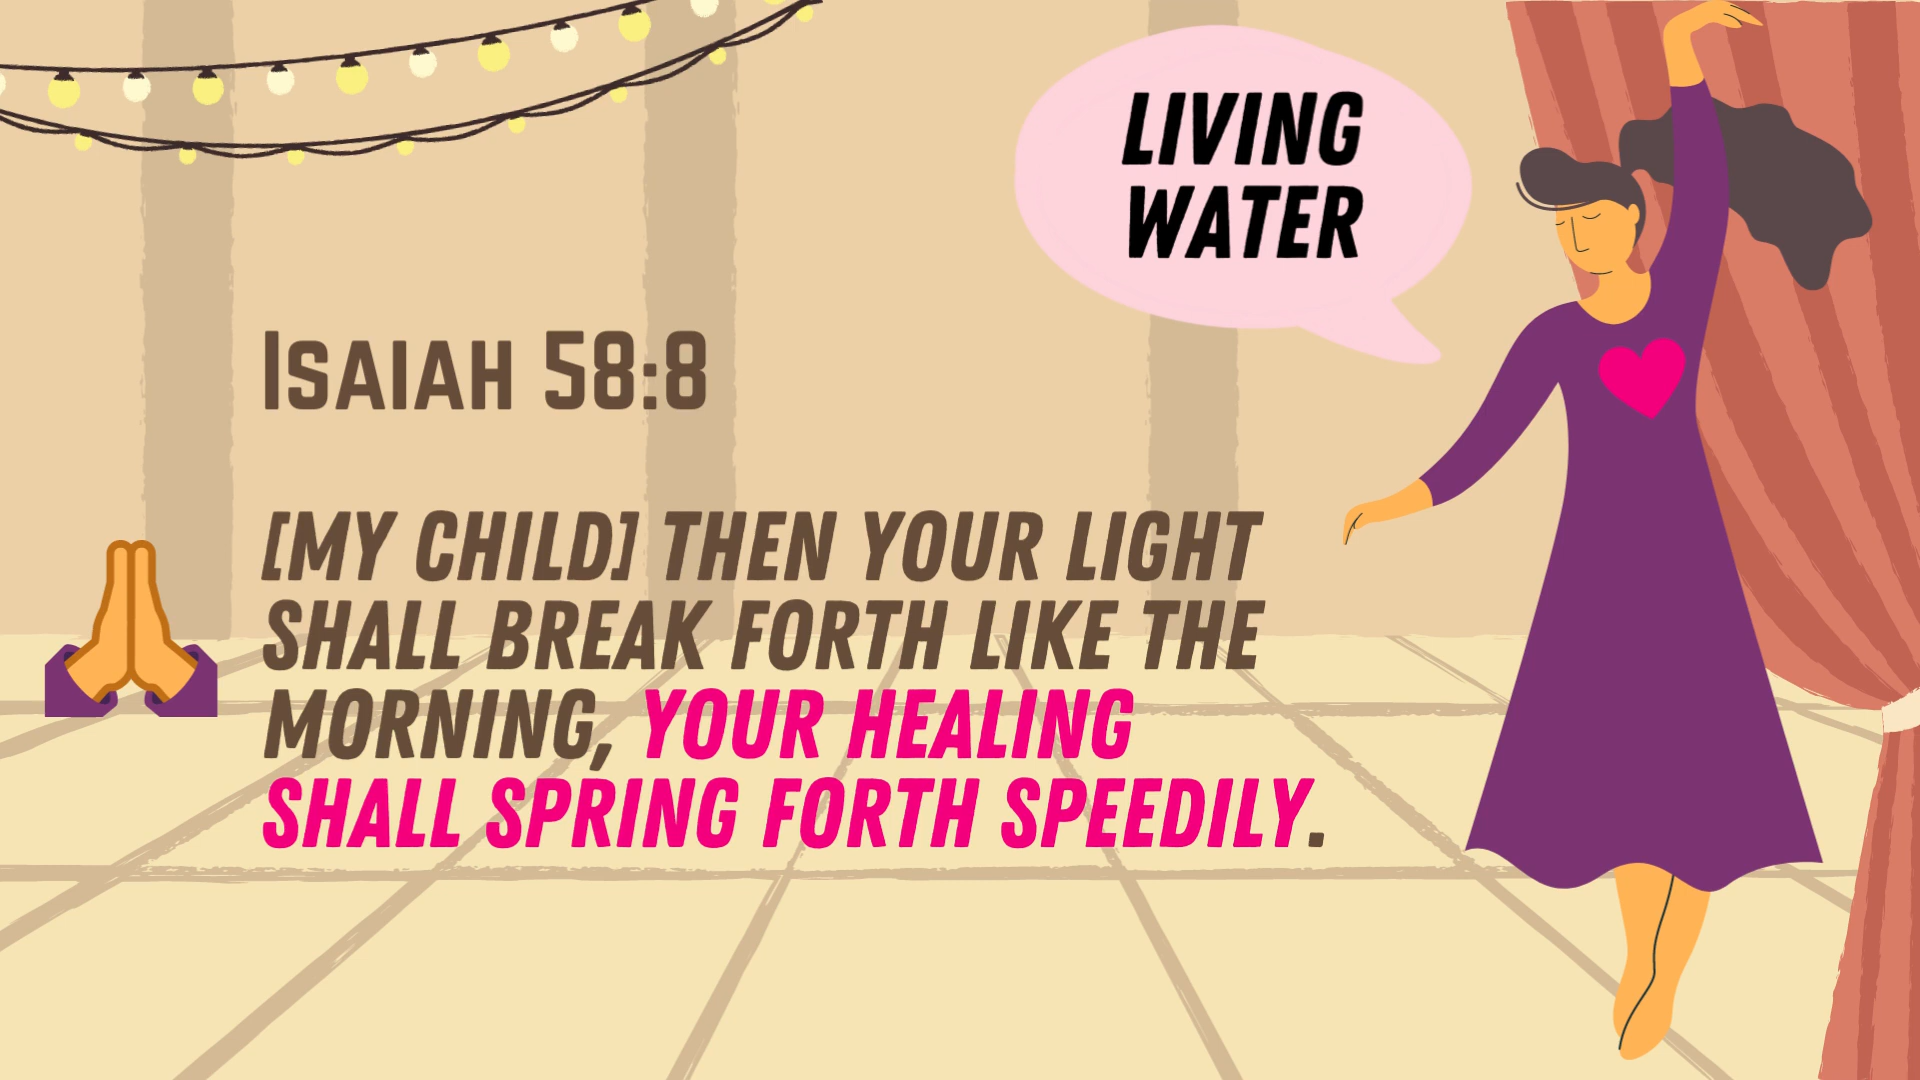 LIVING
WATER
ISAIAH 58:8
[MY CHILD] THEN YOUR LIGHT
SHALL BREAK FORTH LIKE THE
MORNING, YOUR HEALING
SHALL SPRING FORTH SPEEDILY.